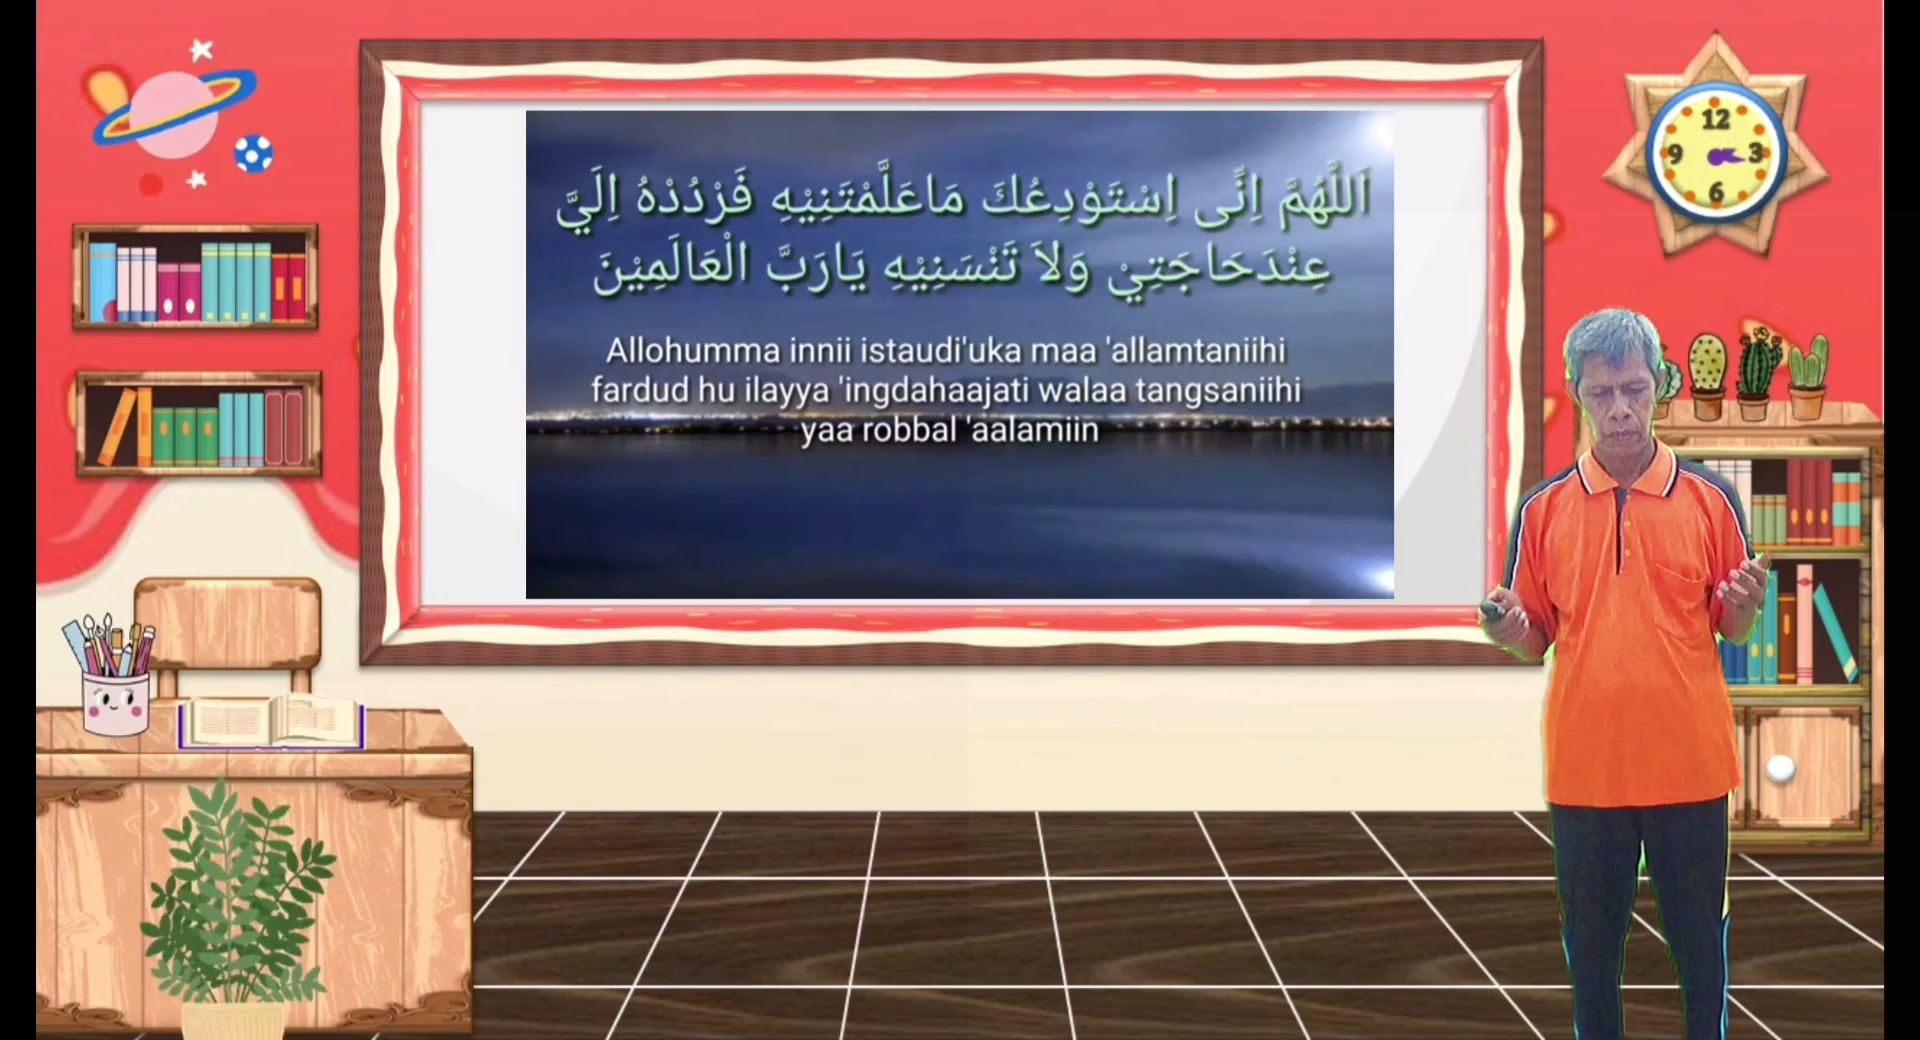 اَللَّهُمَّ اِنِّى اِسْتَوْدِعُكَ مَاعَلَّمْتَنِيْهِ فَرْدُدْهُ اِلَيَّ
عِنْدَحَاجَتِيْ وَلاَ تَنْسَنِيْهِ يَارَبَّ الْعَالَمِيْنَ
Allohumma innii istaudi'uka maa 'allamtaniihi
fardud hu ilayya 'ingdahaajati walaa tangsaniihi
yaa robbal 'aalamiin
12
9 3
6